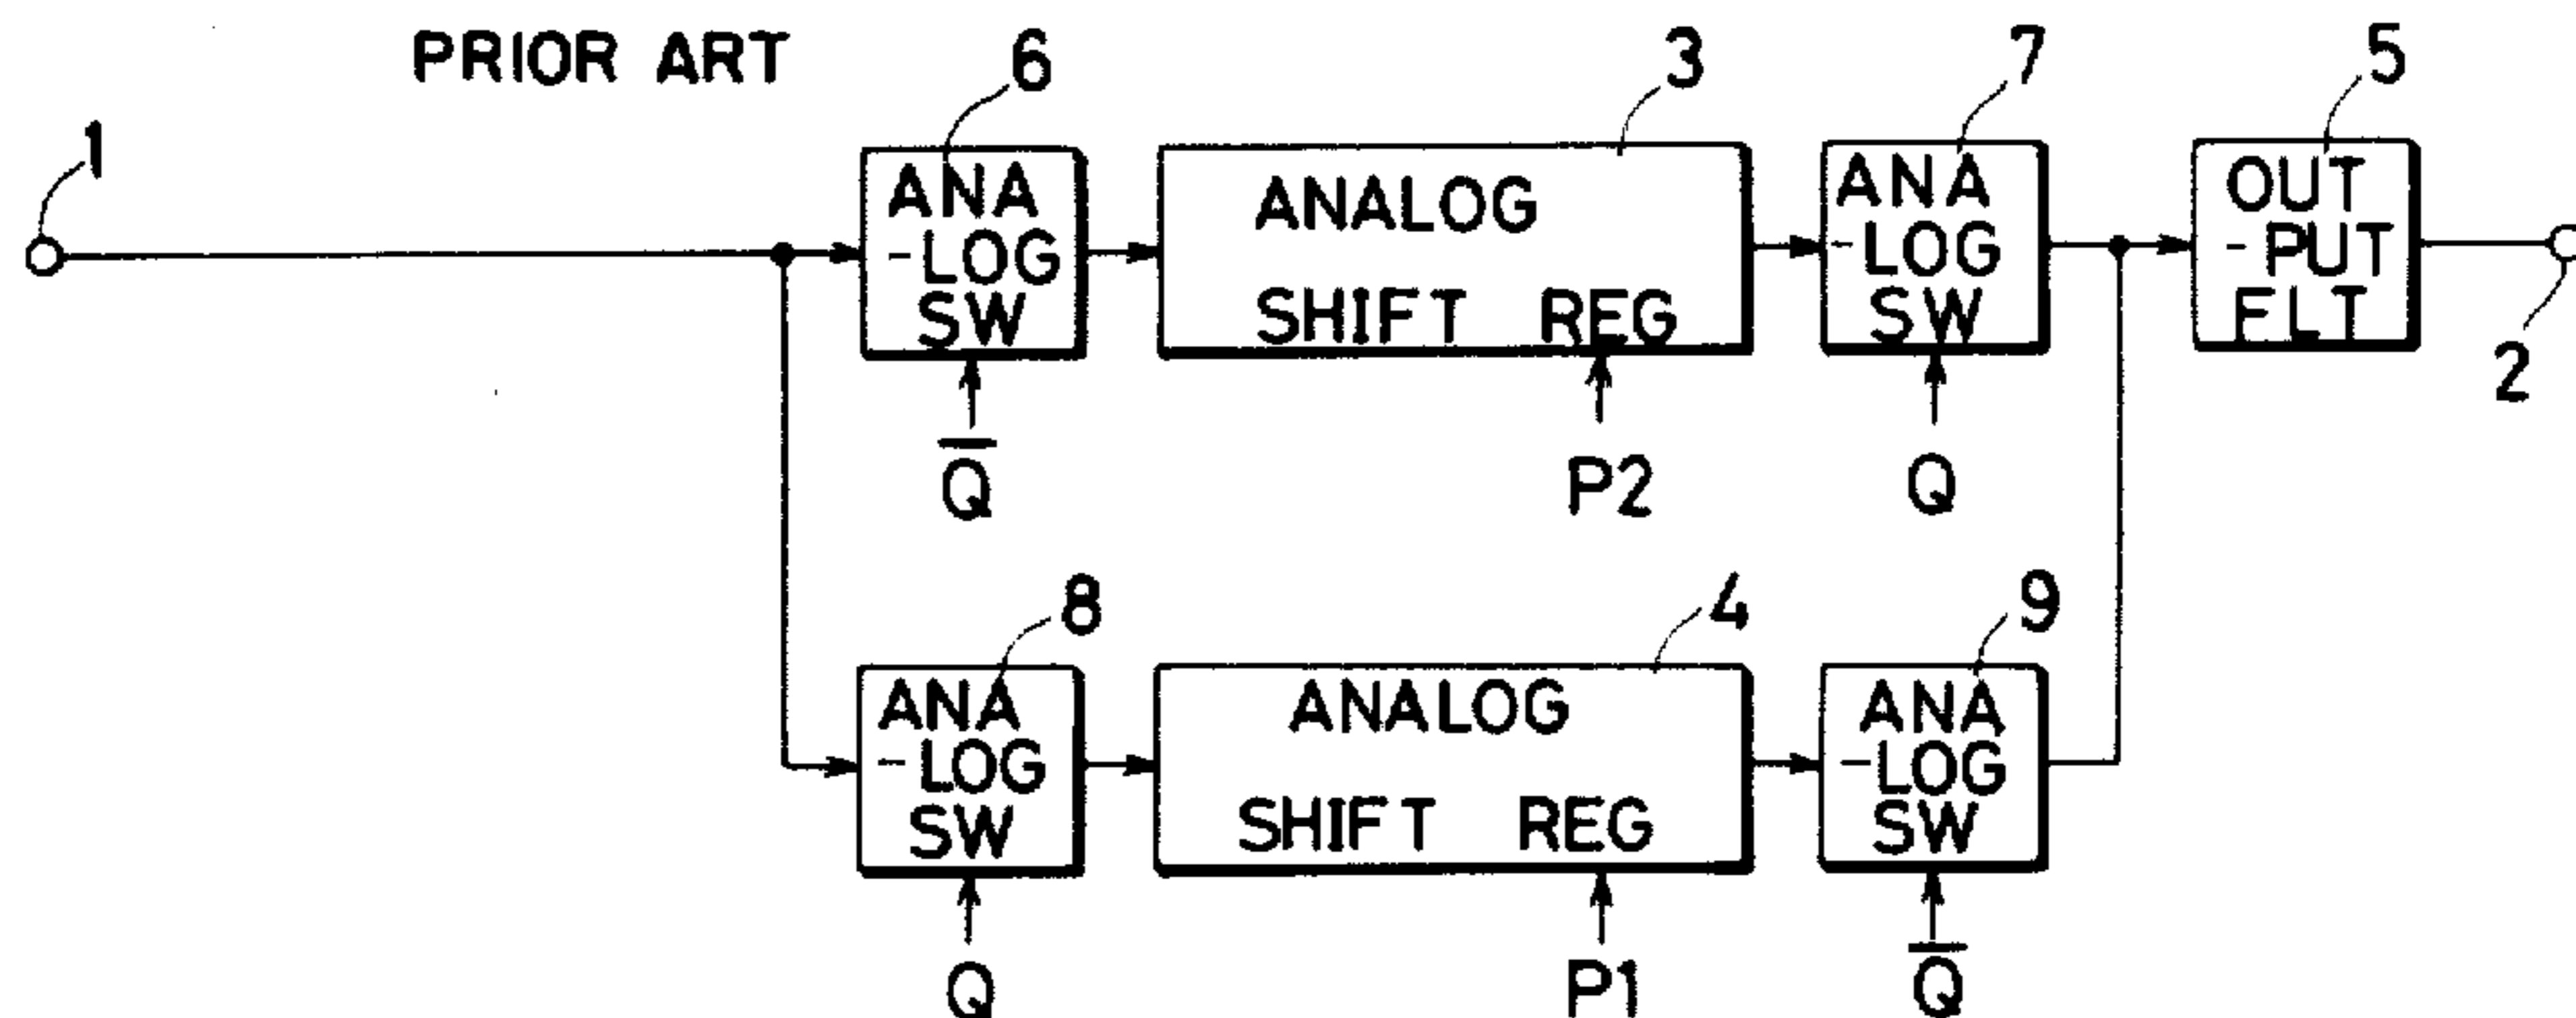 PRIOR ART
1
6
3
7
5
ANA
-LOG
SW
ANALOG
SHIFT REG
ANA
-LOG
SW
OUT
-PUT
FLT
2
Q̅
P2
Q
8
4
9
ANA
-LOG
SW
ANALOG
SHIFT REG
ANA
-LOG
SW
Q
P1
Q̅